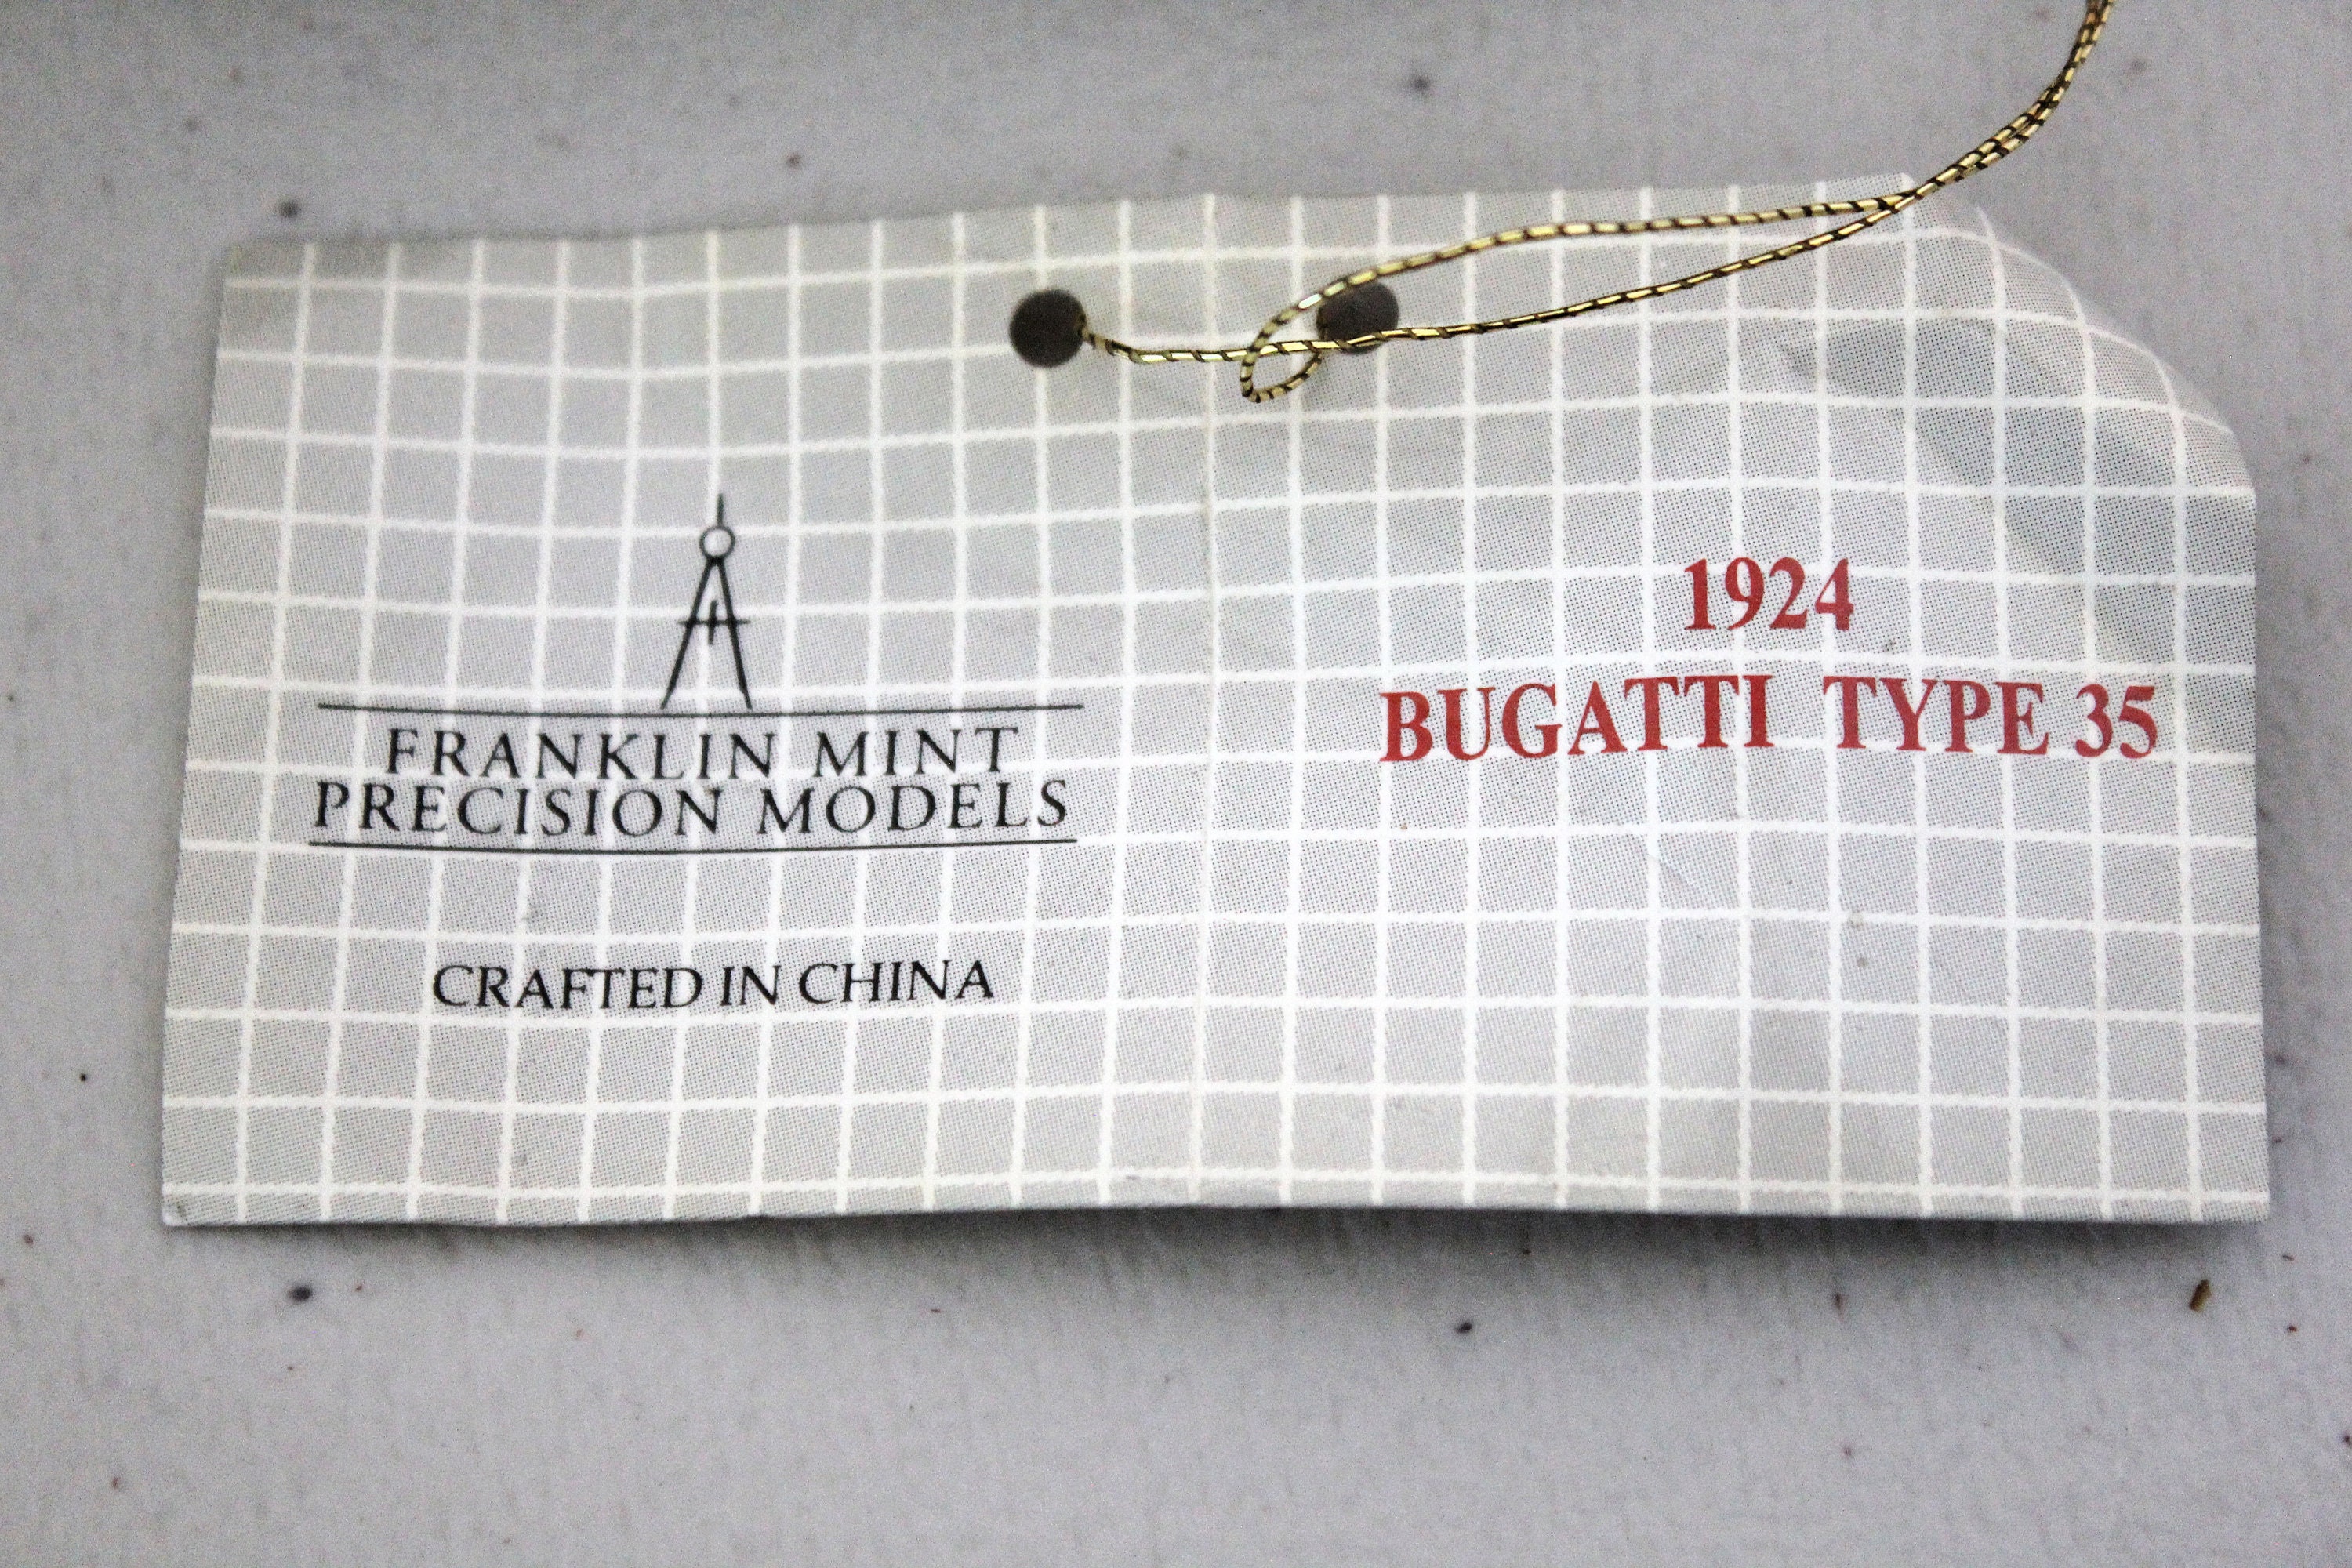 FRANKLIN MINT
PRECISION MODELS
CRAFTED IN CHINA
1924
BUGATTI TYPE 35